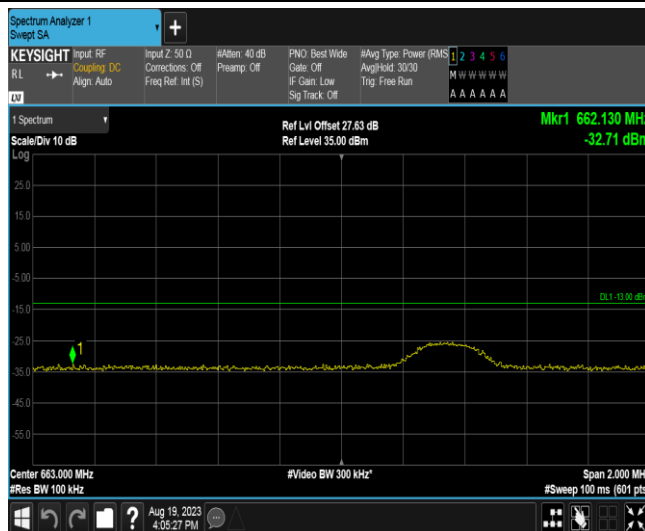 Spectrum Analyzer 1
Swept SA
+
KEYSIGHT
RL
LXI
Input: RF
Coupling: DC
Align: Auto
Input Z: 50 Ω
Corrections: Off
Freq Ref: Int (S)
#Atten: 40 dB
Preamp: Off
PNO: Best Wide
Gate: Off
IF Gain: Low
Sig Track: Off
#Avg Type: Power (RMS
Avg|Hold: 30/30
Trig: Free Run
1 2 3 4 5 6
M W W W W W
A A A A A A
1 Spectrum
Scale/Div 10 dB
Ref Lvl Offset 27.63 dB
Ref Level 35.00 dBm
Mkr1 662.130 MHz
-32.71 dBm
Log
25.0
15.0
5.00
-5.00
DL1 -13.00 dBm
-15.0
-25.0
1
-35.0
-45.0
-55.0
Center 663.000 MHz
#Res BW 100 kHz
#Video BW 300 kHz*
Span 2.000 MHz
#Sweep 100 ms (601 pts
?
Aug 19, 2023
4:05:27 PM